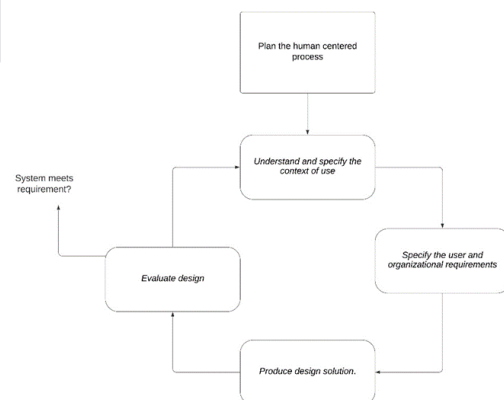 Plan the human centered
process
Understand and specify the
context of use
System meets
requirement?
Specify the user and
organizational requirements
Evaluate design
Produce design solution.